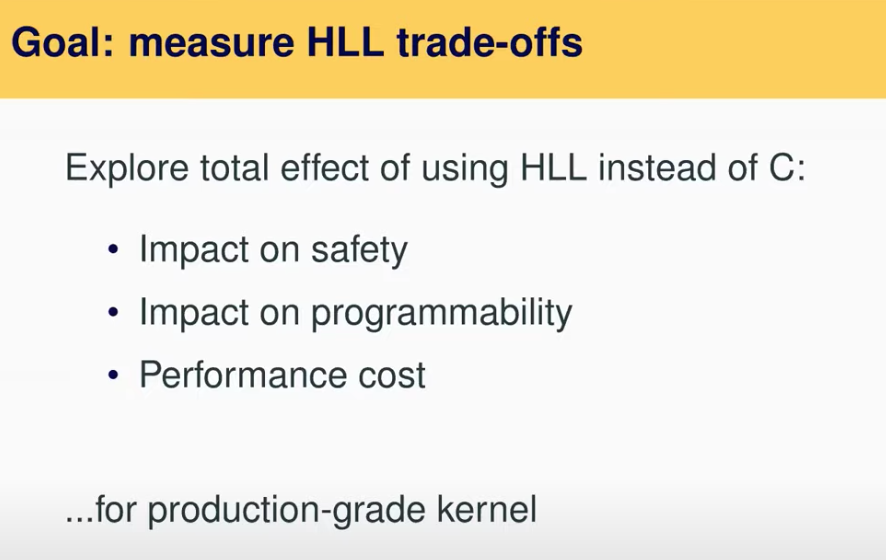 Goal: measure HLL trade-offs
Explore total effect of using HLL instead of C:
• Impact on safety
• Impact on programmability
• Performance cost
...for production-grade kernel